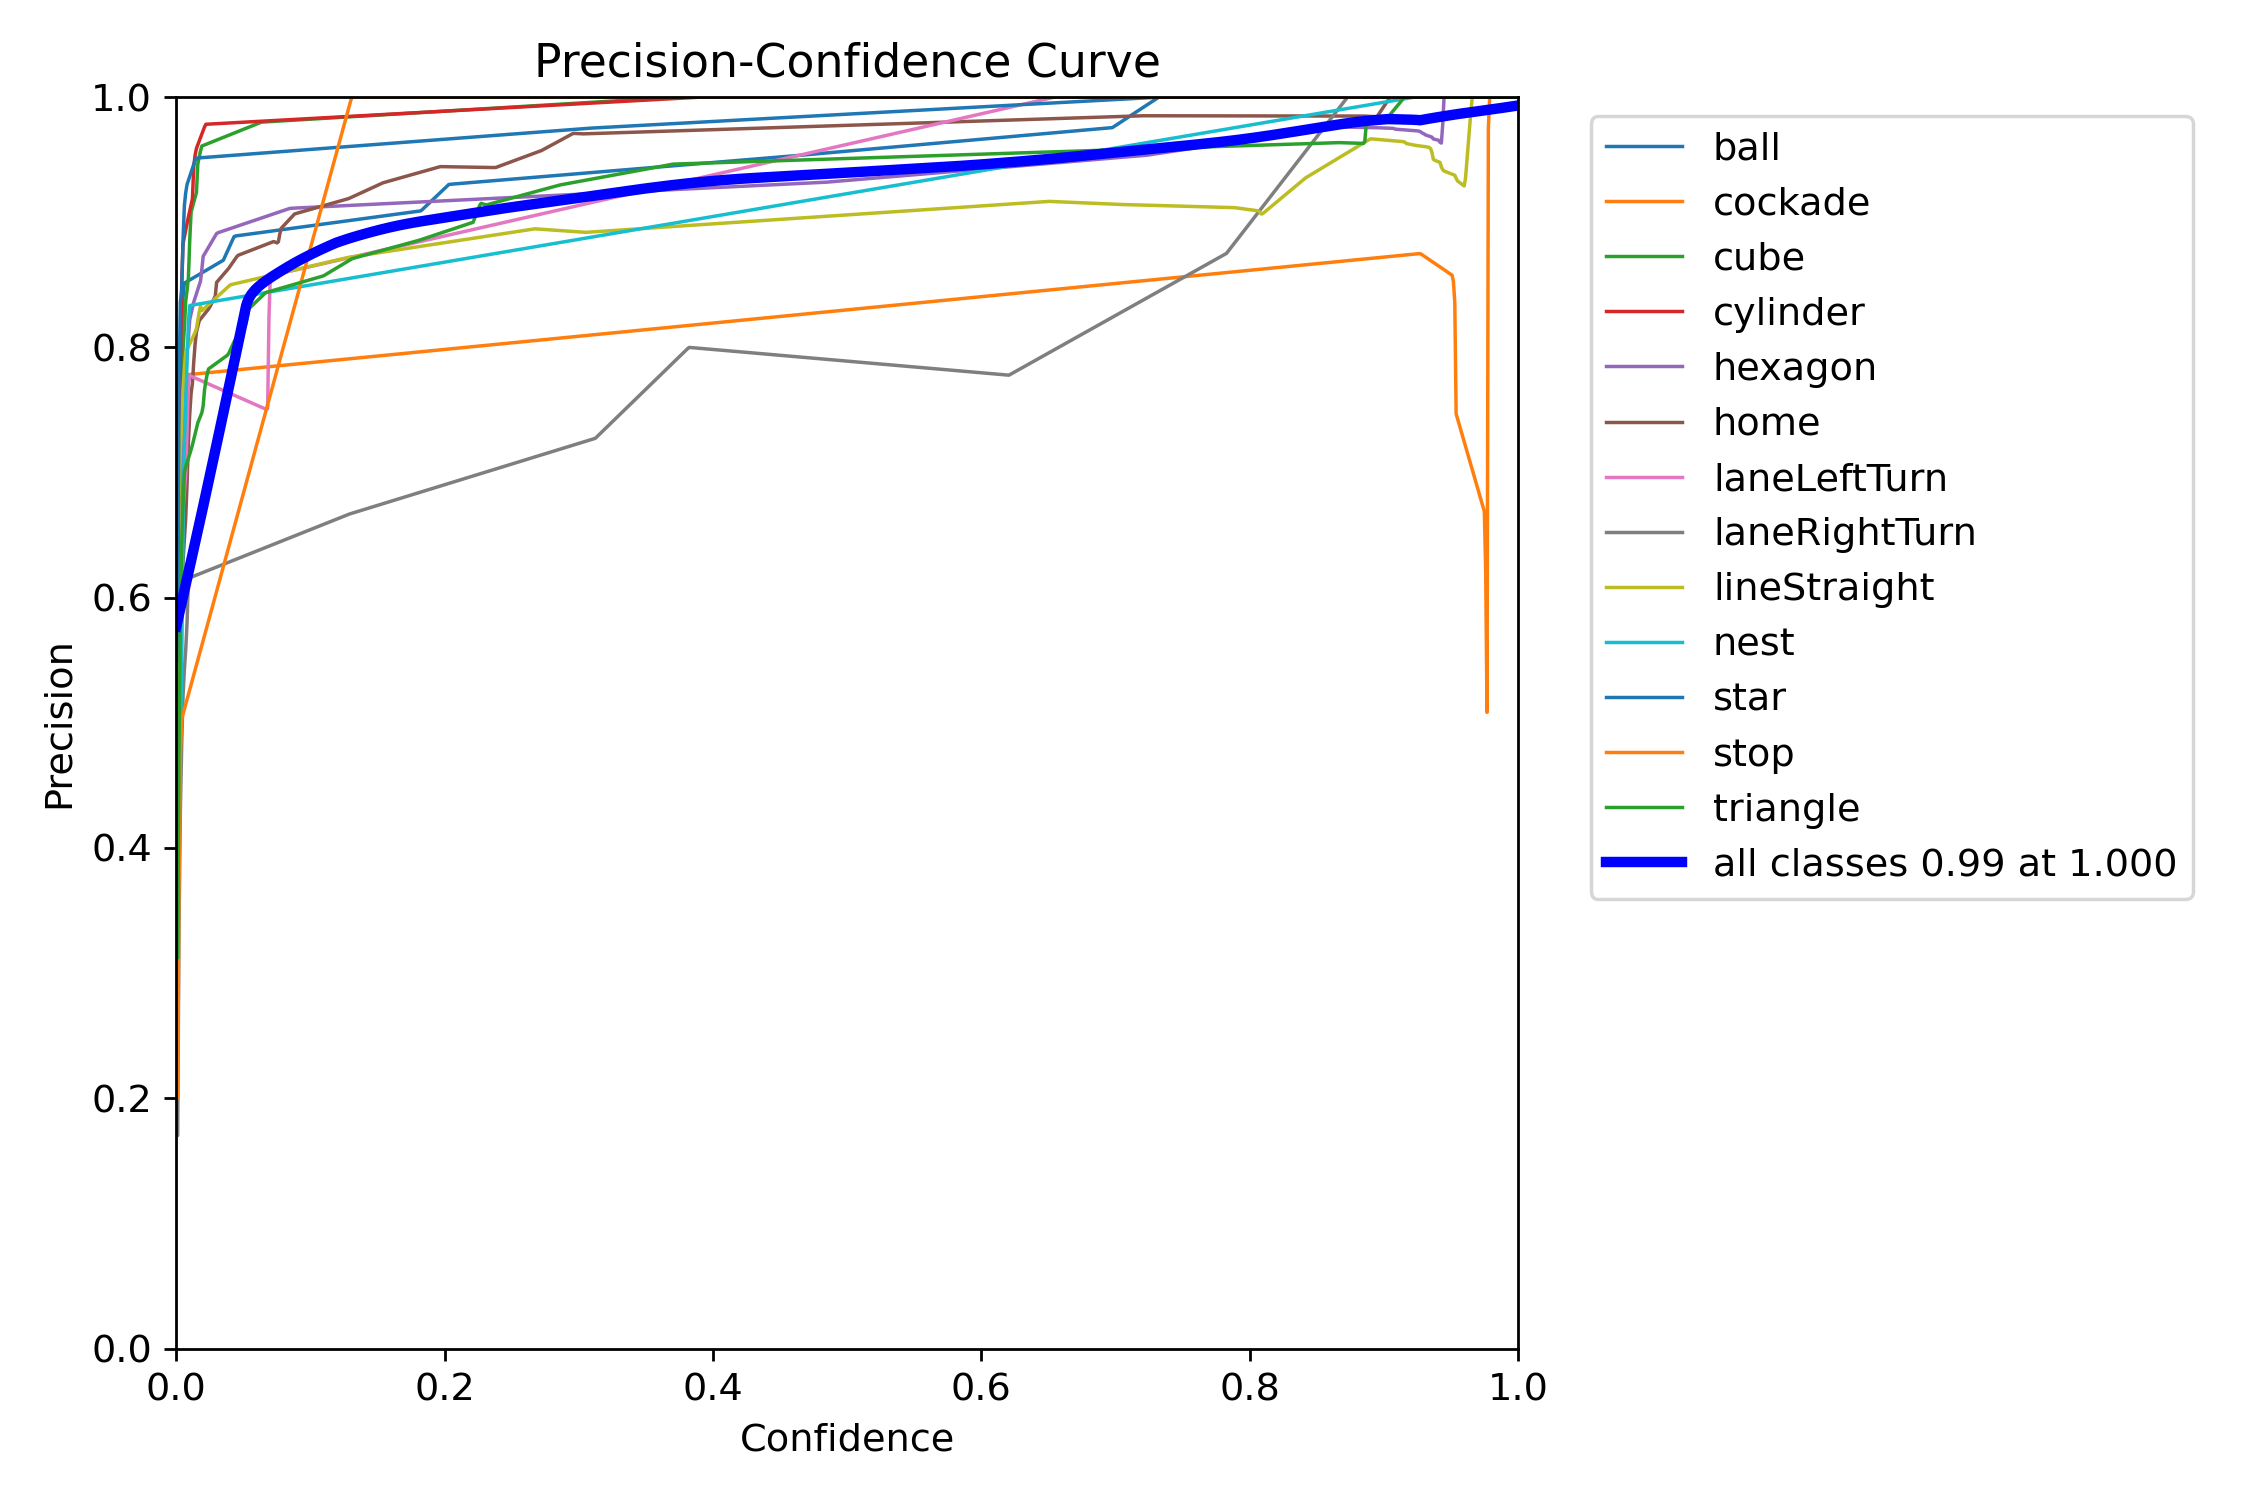 Precision-Confidence Curve
1.0
0.8
0.6
0.4
0.2
0.0
Precision
0.0 0.2 0.4 0.6 0.8 1.0
Confidence
ball
cockade
cube
cylinder
hexagon
home
laneLeftTurn
laneRightTurn
lineStraight
nest
star
stop
triangle
all classes 0.99 at 1.000